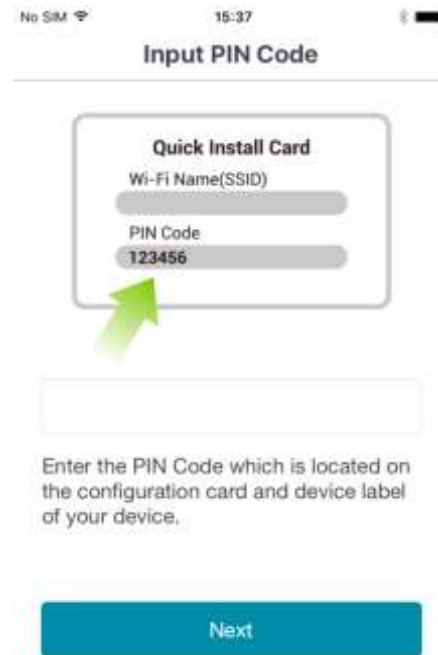 No SIM 15:37
Input PIN Code
Quick Install Card
Wi-Fi Name(SSID)
PIN Code
123456
Enter the PIN Code which is located on
the configuration card and device label
of your device.
Next